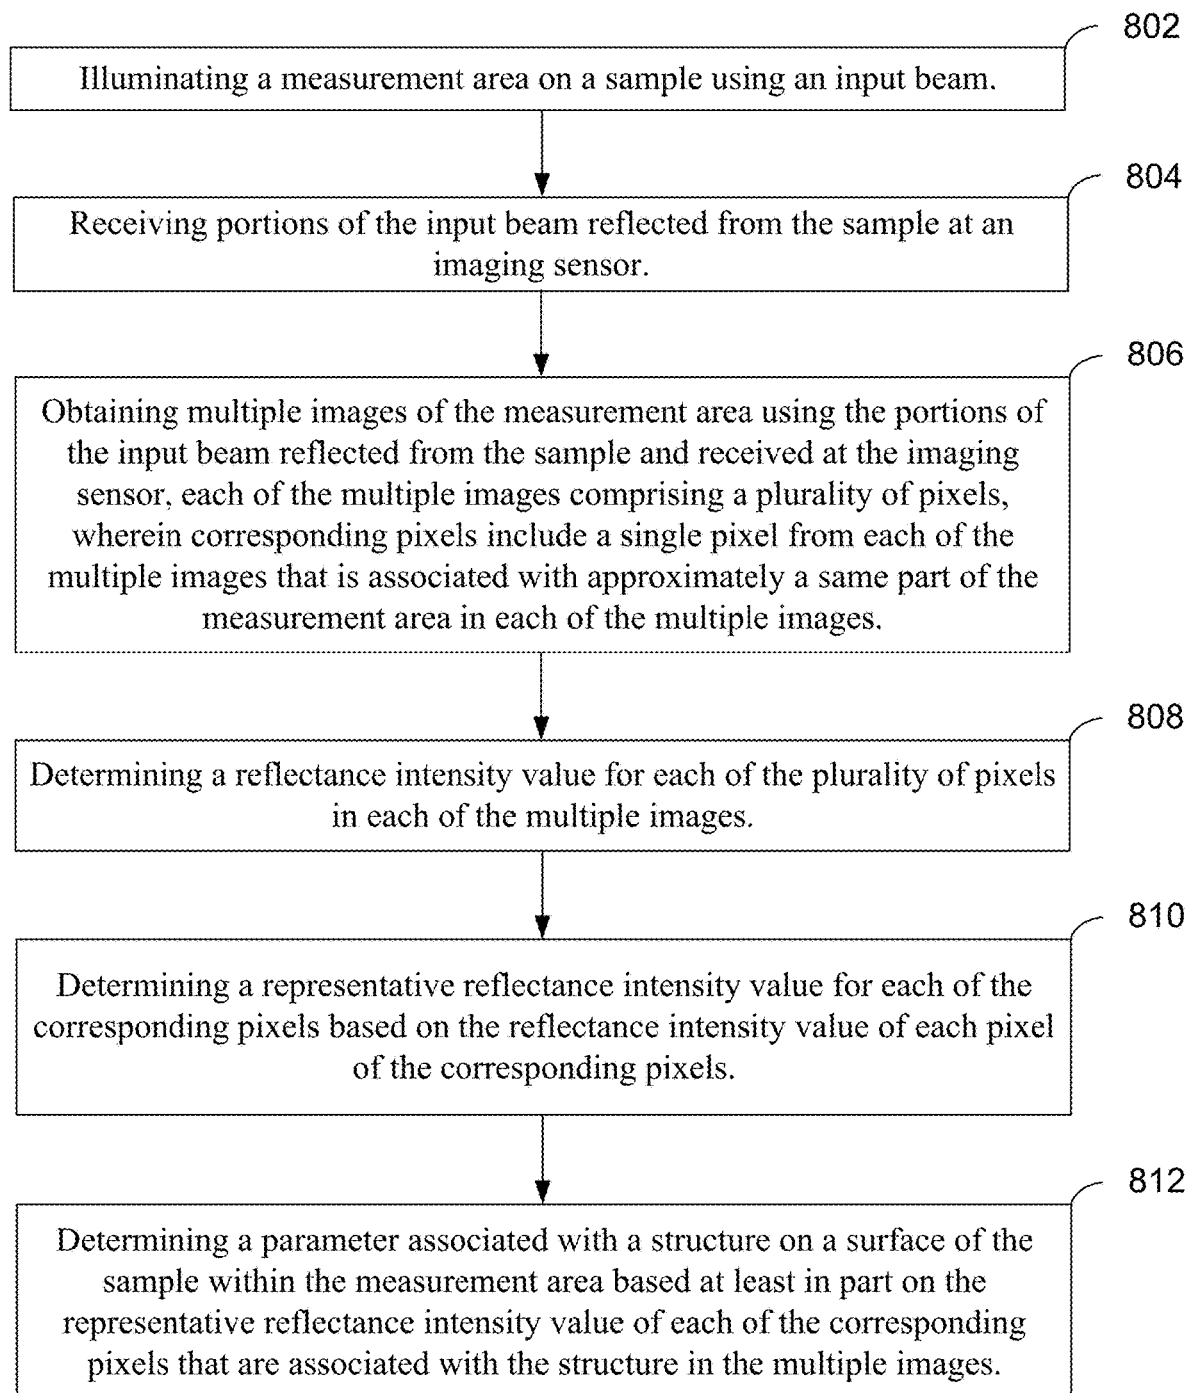 802
Illuminating a measurement area on a sample using an input beam.
804
Receiving portions of the input beam reflected from the sample at an
imaging sensor.
806
Obtaining multiple images of the measurement area using the portions of
the input beam reflected from the sample and received at the imaging
sensor, each of the multiple images comprising a plurality of pixels,
wherein corresponding pixels include a single pixel from each of the
multiple images that is associated with approximately a same part of the
measurement area in each of the multiple images.
808
Determining a reflectance intensity value for each of the plurality of pixels
in each of the multiple images.
810
Determining a representative reflectance intensity value for each of the
corresponding pixels based on the reflectance intensity value of each pixel
of the corresponding pixels.
812
Determining a parameter associated with a structure on a surface of the
sample within the measurement area based at least in part on the
representative reflectance intensity value of each of the corresponding
pixels that are associated with the structure in the multiple images.